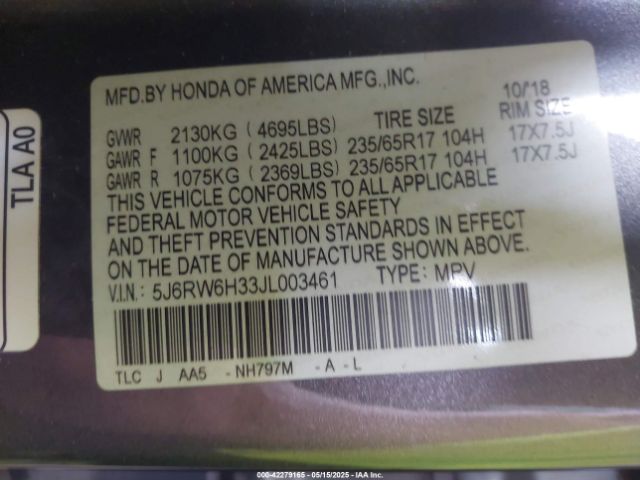 MFD.BY HONDA OF AMERICA MFG.,INC. 10/'18
TIRE SIZE RIM SIZE
GVWR 2130KG ( 4695LBS)
GAWR F 1100KG ( 2425LBS) 235/65R17 104H 17X7.5J
GAWR R 1075KG ( 2369LBS) 235/65R17 104H 17X7.5J
THIS VEHICLE CONFORMS TO ALL APPLICABLE
FEDERAL MOTOR VEHICLE SAFETY
AND THEFT PREVENTION STANDARDS IN EFFECT
ON THE DATE OF MANUFACTURE SHOWN ABOVE.
V.I.N.: 5J6RW6H33JL003461 TYPE: MPV
TLC J AA5 -NH797M -A-L
TLA A0
000-42279165 - 05/15/2025 - IAA Inc.